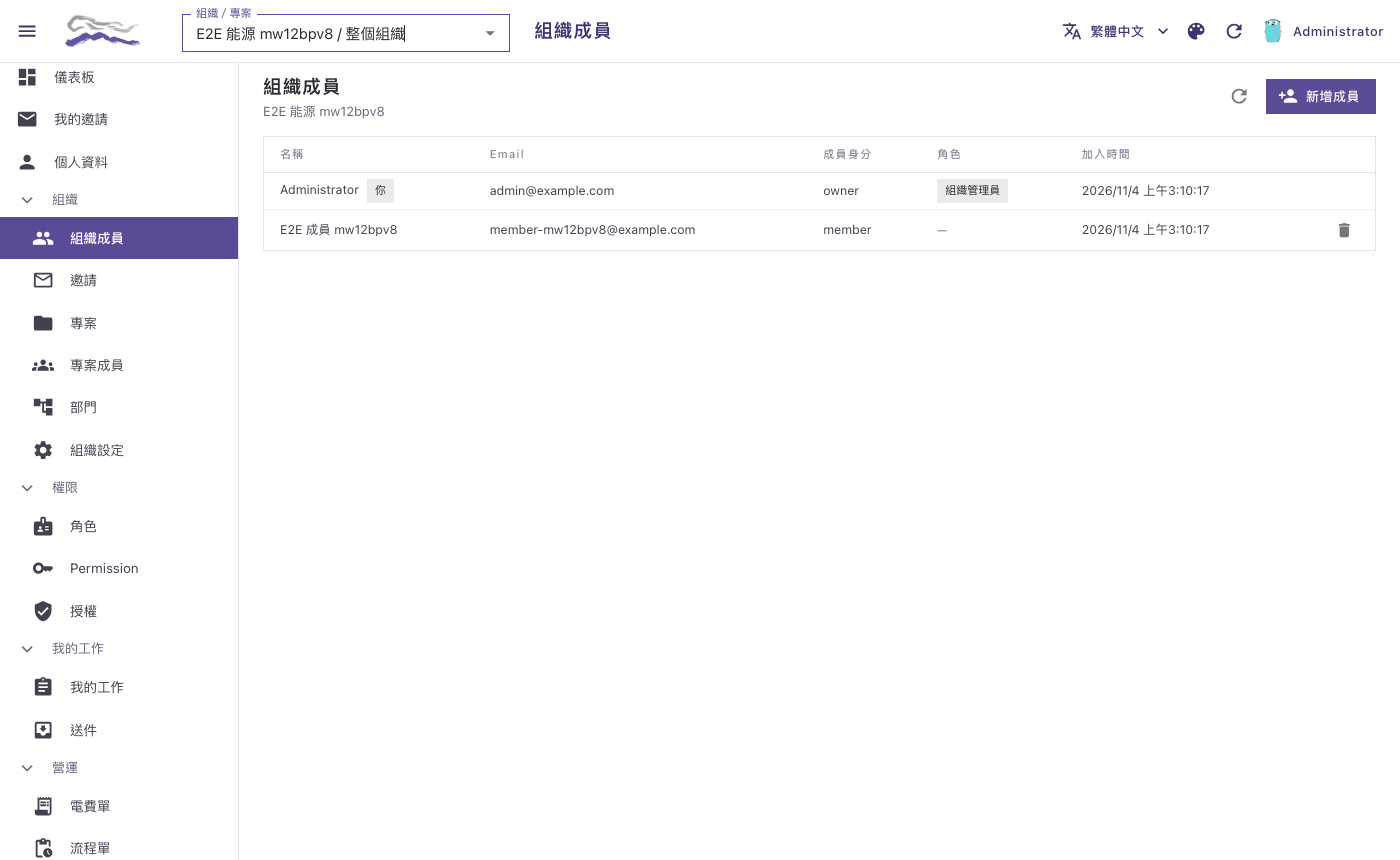 組織 / 專案
E2E 能源 mw12bpv8 / 整個組織
組織成員
繁體中文
Administrator
儀表板
我的邀請
個人資料
組織
組織成員
邀請
專案
專案成員
部門
組織設定
權限
角色
Permission
授權
我的工作
我的工作
送件
營運
電費單
流程單
組織成員
E2E 能源 mw12bpv8
新增成員
名稱 Email 成員身分 角色 加入時間
Administrator 你 admin@example.com owner 組織管理員 2026/11/4 上午3:10:17
E2E 成員 mw12bpv8 member-mw12bpv8@example.com member — 2026/11/4 上午3:10:17